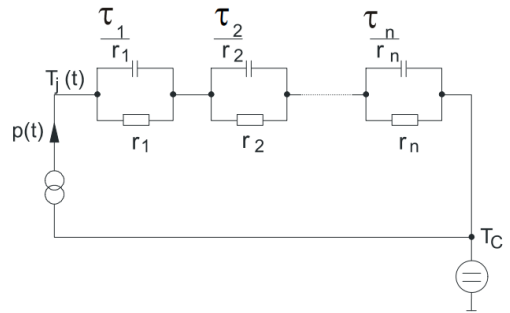 τ1 τ2 τn
r1 r2 rn
Tj (t)
p(t)
r1 r2 rn
TC